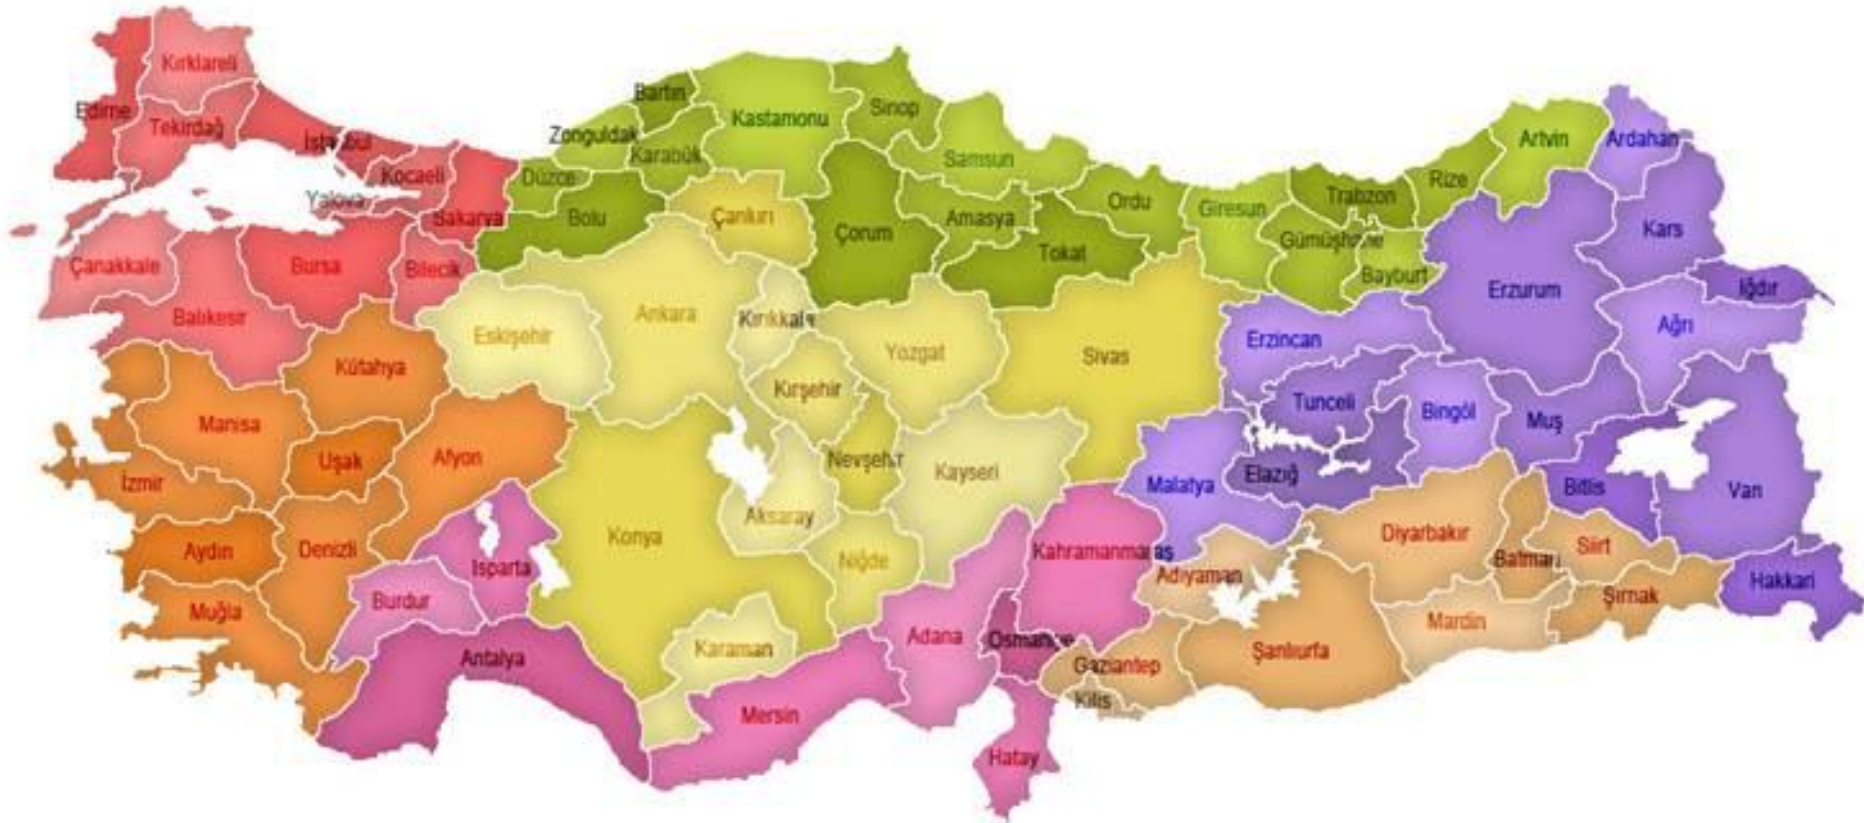 Kırklareli
Edirne
Tekirdağ
İstanbul
Kocaeli
Yalova
Sakarya
Çanakkale
Bursa
Bilecik
Balıkesir
Bartın
Zonguldak
Karabük
Kastamonu
Sinop
Samsun
Düzce
Bolu
Çankırı
Çorum
Amasya
Tokat
Ordu
Giresun
Trabzon
Rize
Artvin
Gümüşhane
Bayburt
Ardahan
Kars
Iğdır
Erzurum
Ağrı
Erzincan
Tunceli
Bingöl
Muş
Malatya
Elazığ
Bitlis
Van
Hakkari
Eskişehir
Ankara
Kırıkkale
Yozgat
Sivas
Kırşehir
Nevşehir
Kayseri
Aksaray
Konya
Niğde
Karaman
Kütahya
Manisa
Uşak
Afyon
İzmir
Aydın
Denizli
Muğla
Isparta
Burdur
Antalya
Mersin
Adana
Osmaniye
Kahramanmaraş
Hatay
Diyarbakır
Batman
Siirt
Şırnak
Adıyaman
Şanlıurfa
Mardin
Gaziantep
Kilis